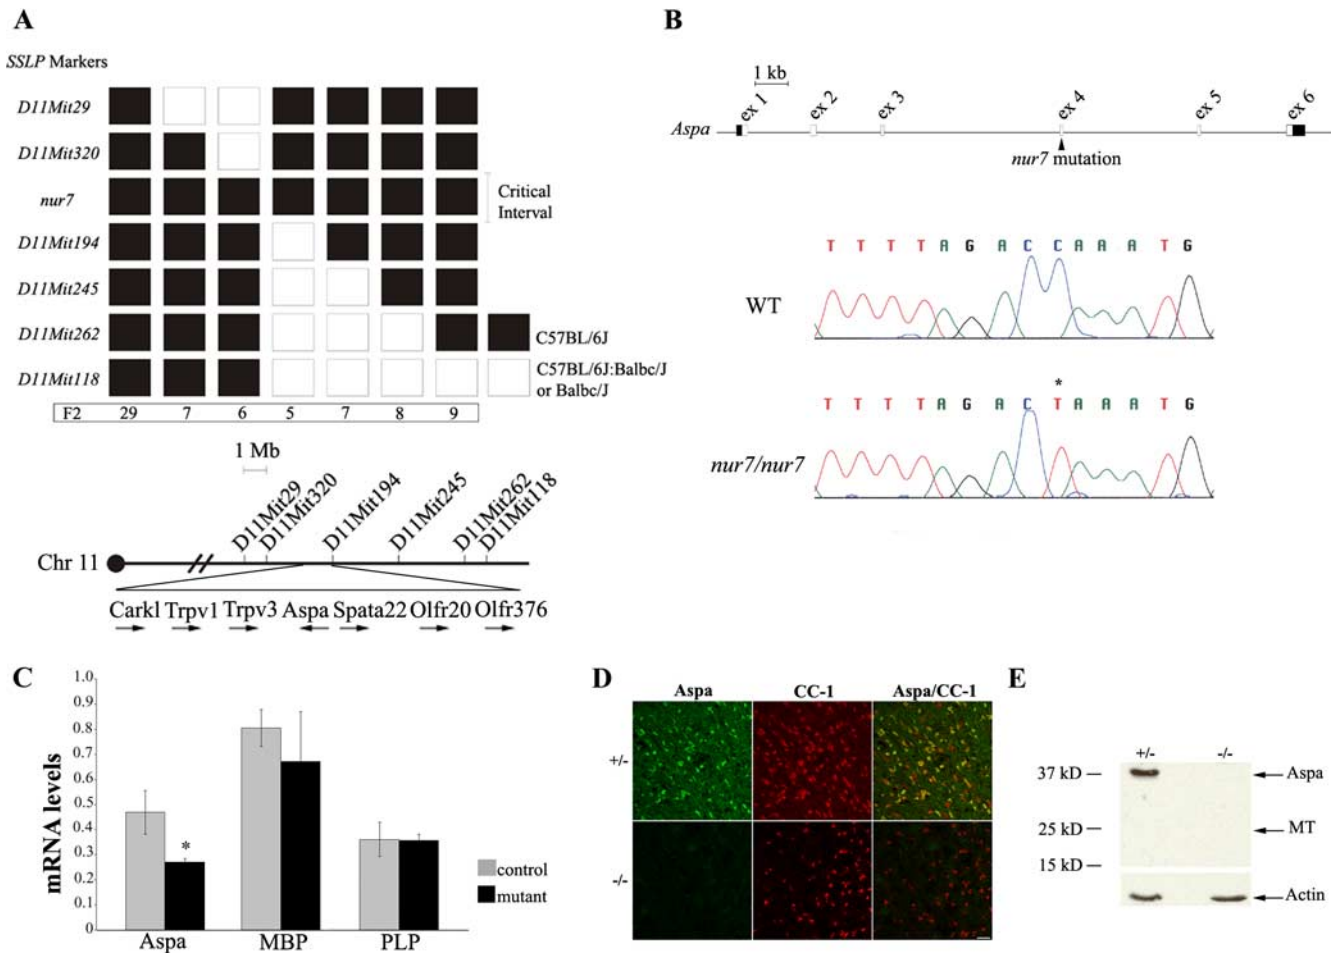 A
SSLP Markers
D11Mit29
D11Mit320
nur7
Critical
Interval
D11Mit194
D11Mit245
D11Mit262
C57BL/6J
D11Mit118
C57BL/6J:Balbc/J
or Balbc/J
F2 29 7 6 5 7 8 9
1 Mb
D11Mit29
D11Mit320
D11Mit194
D11Mit245
D11Mit262
D11Mit118
Chr 11
Carkl Trpv1 Trpv3 Aspa Spata22 Olfr20 Olfr376
B
1 kb
ex 1 ex 2 ex 3 ex 4 ex 5 ex 6
Aspa
nur7 mutation
T T T T A G A C C A A A T G
WT
*
T T T T A G A C T A A A T G
nur7/nur7
C
mRNA levels
1.0
0.9
0.8
0.7
0.6
0.5
0.4
0.3
0.2
0.1
0
*
control
mutant
Aspa MBP PLP
D
Aspa CC-1 Aspa/CC-1
+/-
-/-
E
+/- -/-
37 kD Aspa
25 kD MT
15 kD
Actin